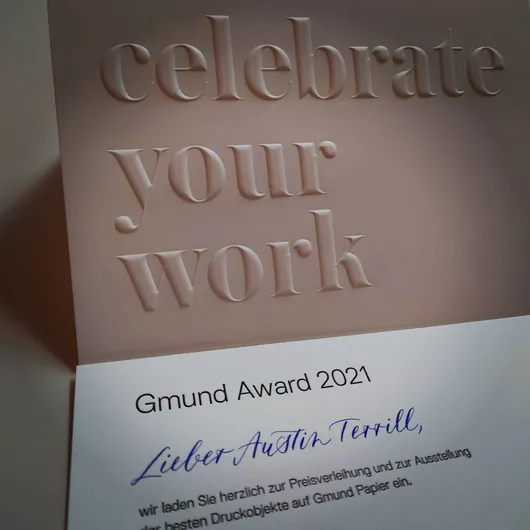 celebrate
your
work
Gmund Award 2021
Lieber Austin Terrill,
wir laden Sie herzlich zur Preisverleihung und zur Ausstellung
der besten Druckobjekte auf Gmund Papier ein.